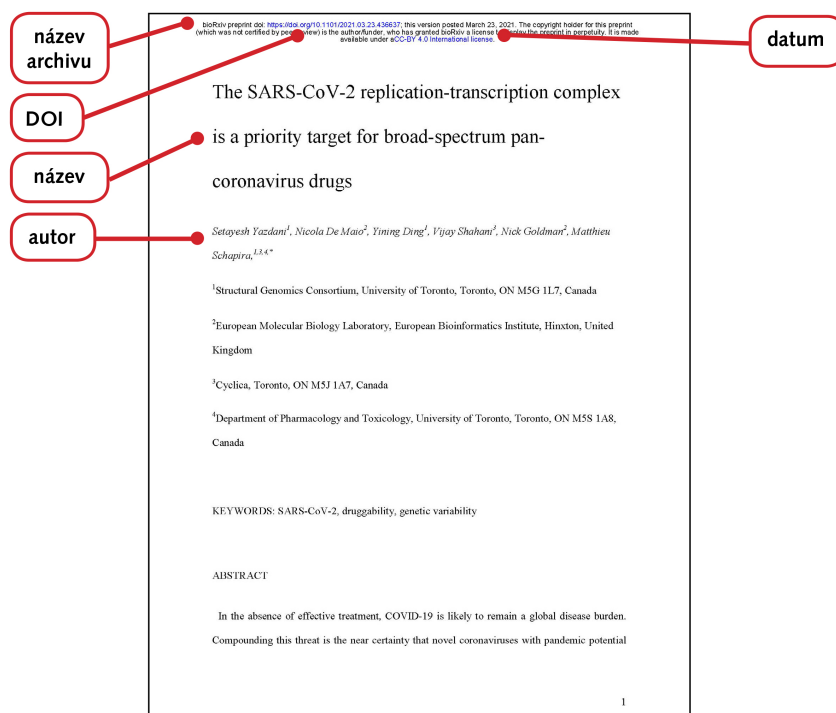 název
archivu
DOI
název
autor
datum
bioRxiv preprint doi: https://doi.org/10.1101/2021.03.23.436637; this version posted March 23, 2021. The copyright holder for this preprint
(which was not certified by peer view) is the author/funder, who has granted bioRxiv a license to display the preprint in perpetuity. It is made
available under aCC-BY 4.0 International license.
The SARS-CoV-2 replication-transcription complex
is a priority target for broad-spectrum pan-
coronavirus drugs
Setayesh Yazdani¹, Nicola De Maio², Yining Ding¹, Vijay Shahani³, Nick Goldman², Matthieu
Schapira,¹,³,⁴,*
¹Structural Genomics Consortium, University of Toronto, Toronto, ON M5G 1L7, Canada
²European Molecular Biology Laboratory, European Bioinformatics Institute, Hinxton, United
Kingdom
³Cyclica, Toronto, ON M5J 1A7, Canada
⁴Department of Pharmacology and Toxicology, University of Toronto, Toronto, ON M5S 1A8,
Canada
KEYWORDS: SARS-CoV-2, druggability, genetic variability
ABSTRACT
In the absence of effective treatment, COVID-19 is likely to remain a global disease burden.
Compounding this threat is the near certainty that novel coronaviruses with pandemic potential
1